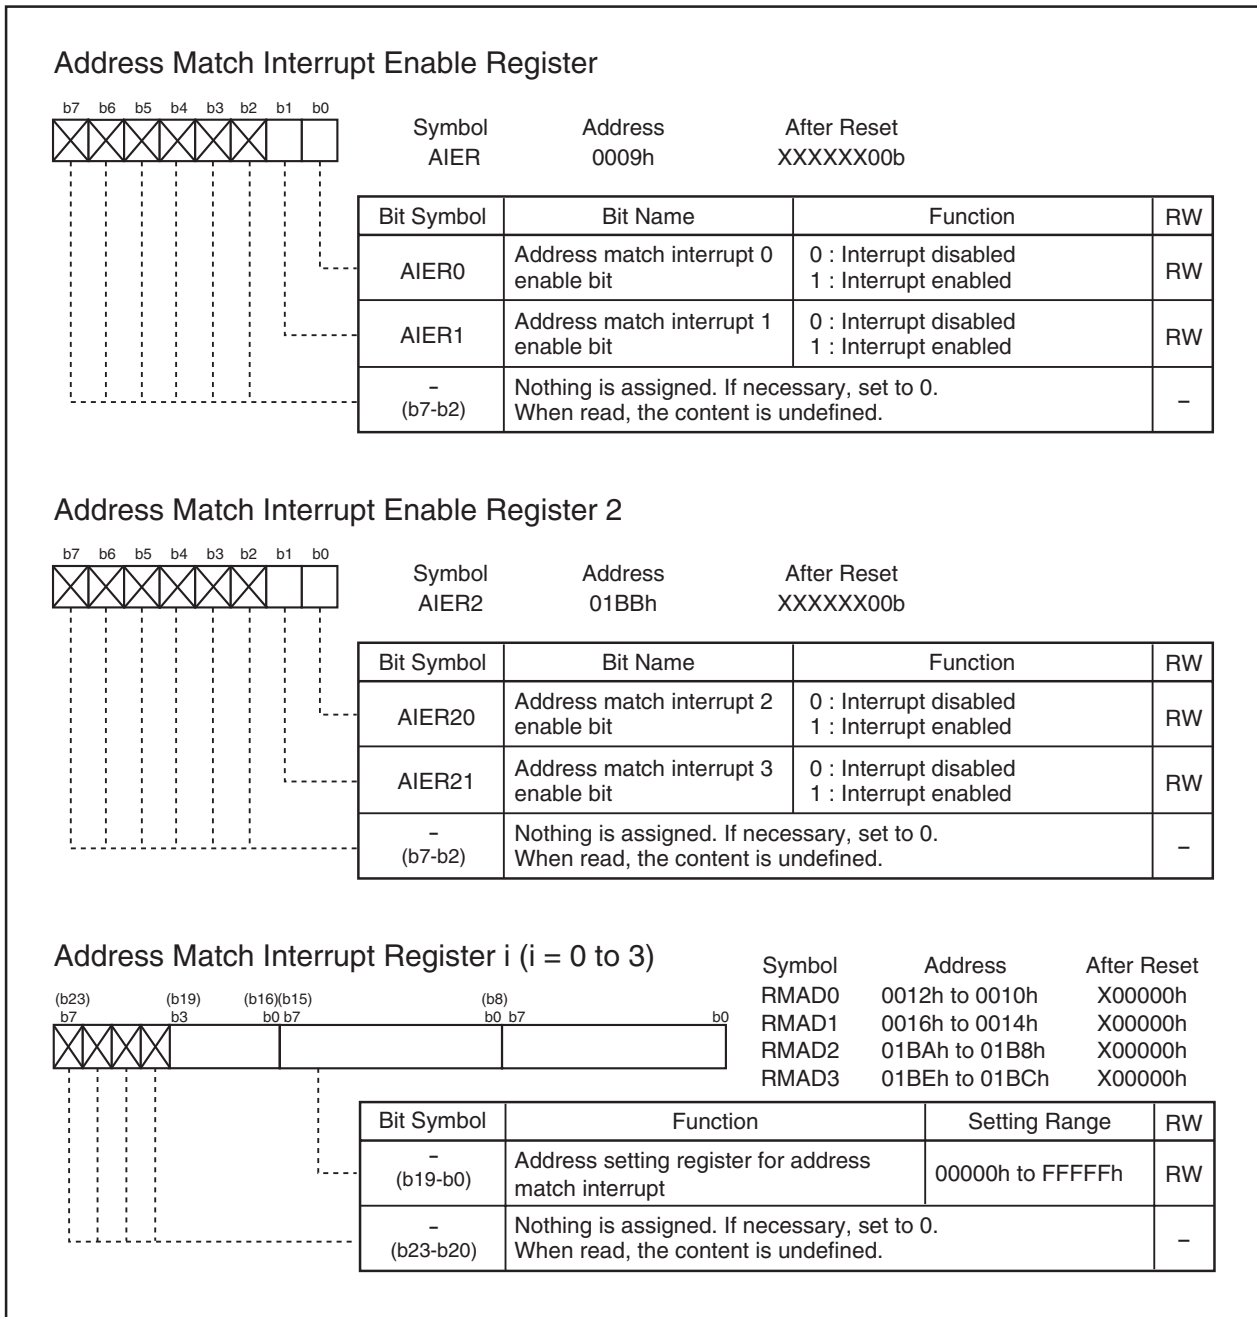 Address Match Interrupt Enable Register
b7 b6 b5 b4 b3 b2 b1 b0
Symbol Address After Reset
AIER 0009h XXXXXX00b
Bit Symbol Bit Name Function RW
AIER0 Address match interrupt 0 enable bit 0 : Interrupt disabled 1 : Interrupt enabled RW
AIER1 Address match interrupt 1 enable bit 0 : Interrupt disabled 1 : Interrupt enabled RW
– (b7-b2) Nothing is assigned. If necessary, set to 0. When read, the content is undefined. –
Address Match Interrupt Enable Register 2
b7 b6 b5 b4 b3 b2 b1 b0
Symbol Address After Reset
AIER2 01BBh XXXXXX00b
Bit Symbol Bit Name Function RW
AIER20 Address match interrupt 2 enable bit 0 : Interrupt disabled 1 : Interrupt enabled RW
AIER21 Address match interrupt 3 enable bit 0 : Interrupt disabled 1 : Interrupt enabled RW
– (b7-b2) Nothing is assigned. If necessary, set to 0. When read, the content is undefined. –
Address Match Interrupt Register i (i = 0 to 3)
(b23) (b19) (b16)(b15) (b8)
b7 b3 b0 b7 b0 b7 b0
Symbol Address After Reset
RMAD0 0012h to 0010h X00000h
RMAD1 0016h to 0014h X00000h
RMAD2 01BAh to 01B8h X00000h
RMAD3 01BEh to 01BCh X00000h
Bit Symbol Function Setting Range RW
– (b19-b0) Address setting register for address match interrupt 00000h to FFFFFh RW
– (b23-b20) Nothing is assigned. If necessary, set to 0. When read, the content is undefined. –